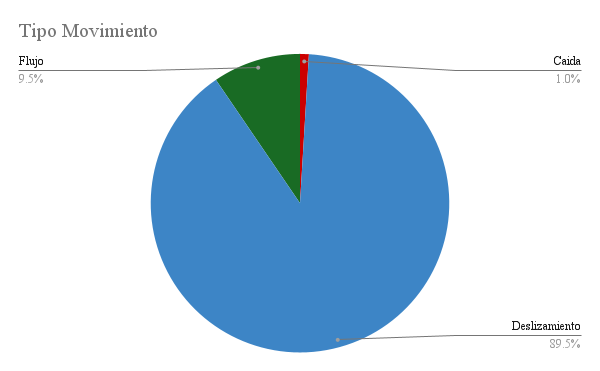 Tipo Movimiento
Flujo
9.5%
Caida
1.0%
Deslizamiento
89.5%